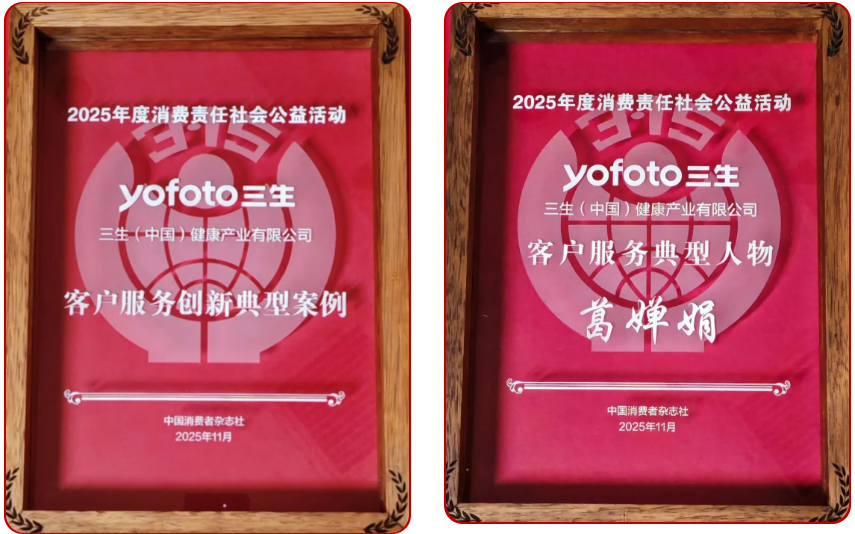 2025年度消费责任社会公益活动
3·15
yofoto三生
三生（中国）健康产业有限公司
客户服务创新典型案例
中国消费者杂志社
2025年11月
2025年度消费责任社会公益活动
3·15
yofoto三生
三生（中国）健康产业有限公司
客户服务典型人物
葛婵娟
中国消费者杂志社
2025年11月